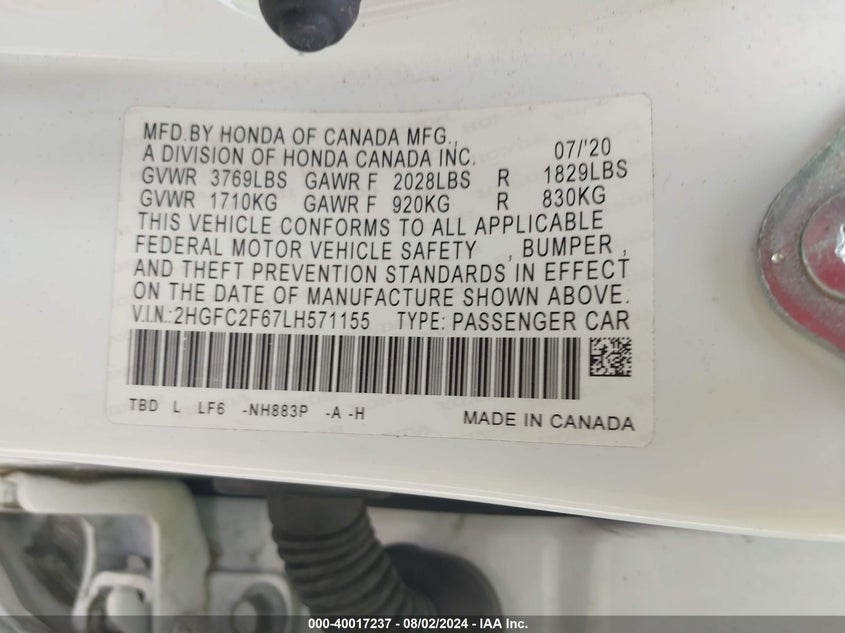 MFD.BY HONDA OF CANADA MFG.,
A DIVISION OF HONDA CANADA INC. 07/'20
GVWR 3769LBS GAWR F 2028LBS R 1829LBS
GVWR 1710KG GAWR F 920KG R 830KG
THIS VEHICLE CONFORMS TO ALL APPLICABLE
FEDERAL MOTOR VEHICLE SAFETY , BUMPER ,
AND THEFT PREVENTION STANDARDS IN EFFECT
ON THE DATE OF MANUFACTURE SHOWN ABOVE.
V.I.N.:2HGFC2F67LH571155 TYPE: PASSENGER CAR
TBD L LF6 -NH883P -A -H
MADE IN CANADA
000-40017237 - 08/02/2024 - IAA Inc.